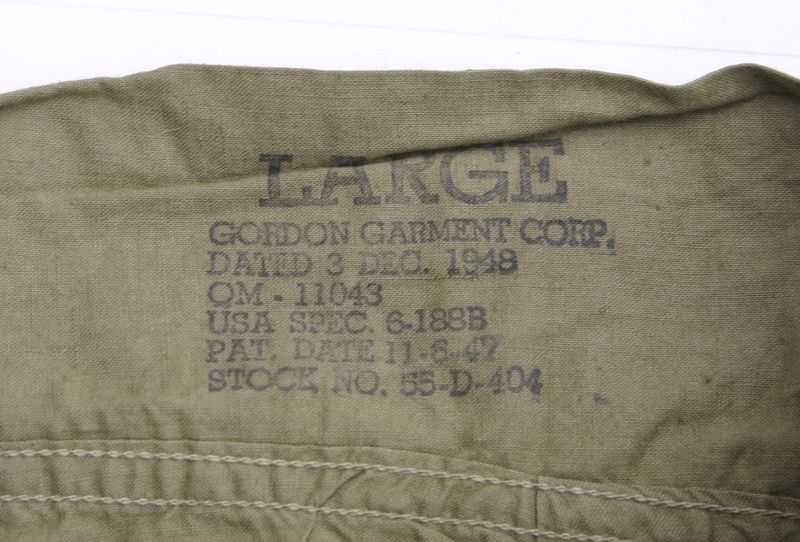 LARGE
GORDON GARMENT CORP.
DATED 3 DEC. 1948
QM - 11043
USA SPEC. 6-188B
PAT. DATE 11-6-47
STOCK NO. 55-D-404